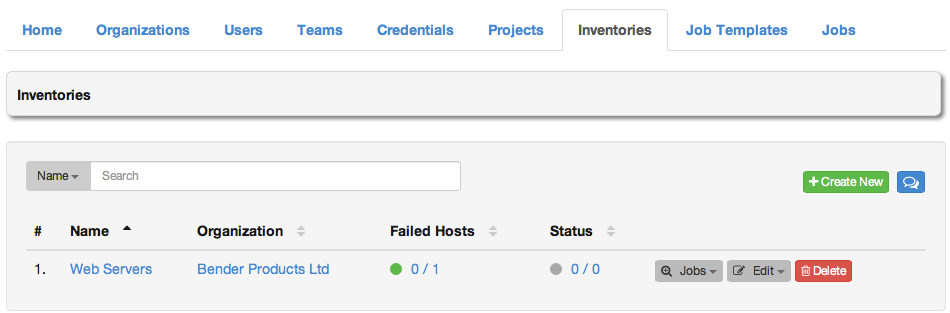 Home Organizations Users Teams Credentials Projects Inventories Job Templates Jobs
Inventories
Name Search
Create New
# Name Organization Failed Hosts Status
1. Web Servers Bender Products Ltd 0 / 1 0 / 0 Jobs Edit Delete